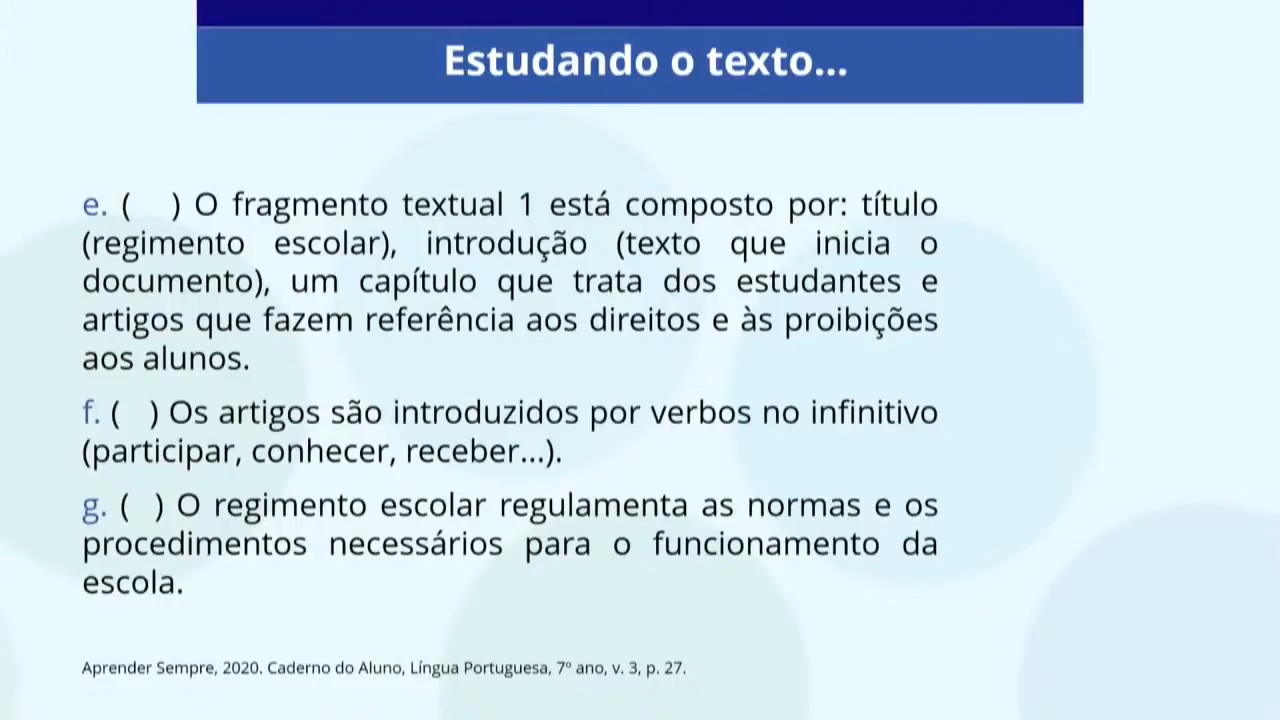 Estudando o texto...
e. (   ) O fragmento textual 1 está composto por: título
(regimento escolar), introdução (texto que inicia o
documento), um capítulo que trata dos estudantes e
artigos que fazem referência aos direitos e às proibições
aos alunos.
f. (   ) Os artigos são introduzidos por verbos no infinitivo
(participar, conhecer, receber...).
g. (   ) O regimento escolar regulamenta as normas e os
procedimentos necessários para o funcionamento da
escola.
Aprender Sempre, 2020. Caderno do Aluno, Língua Portuguesa, 7º ano, v. 3, p. 27.